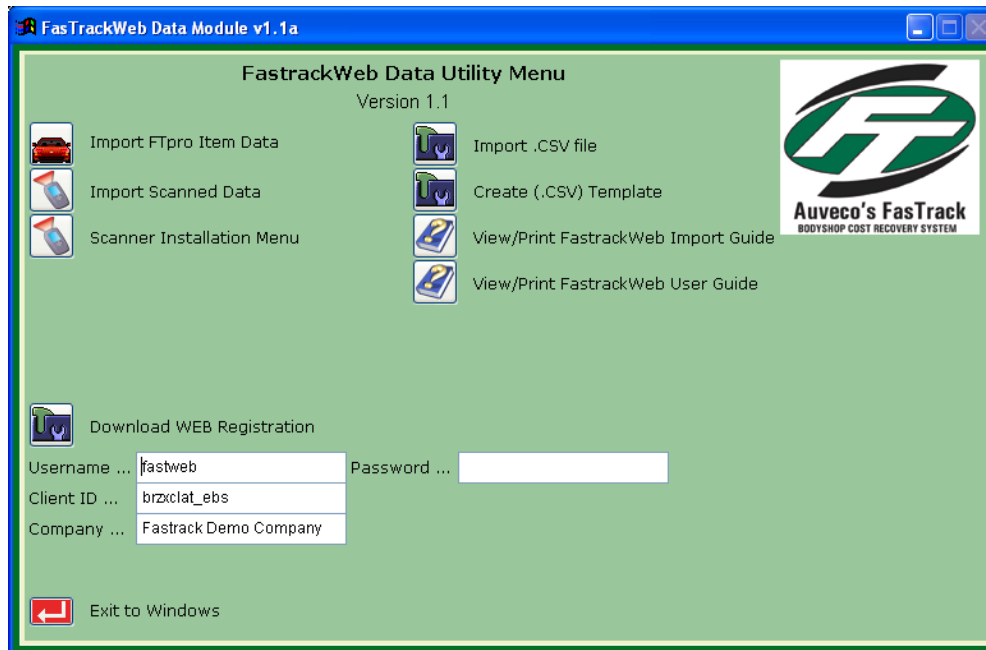 FasTrackWeb Data Module v1.1a
FastrackWeb Data Utility Menu
Version 1.1
Import FTpro Item Data
Import Scanned Data
Scanner Installation Menu
Import .CSV file
Create (.CSV) Template
View/Print FastrackWeb Import Guide
View/Print FastrackWeb User Guide
FT
Auveco's FasTrack
BODYSHOP COST RECOVERY SYSTEM
Download WEB Registration
Username ... fastweb Password ...
Client ID ... brzxclat_ebs
Company ... Fastrack Demo Company
Exit to Windows